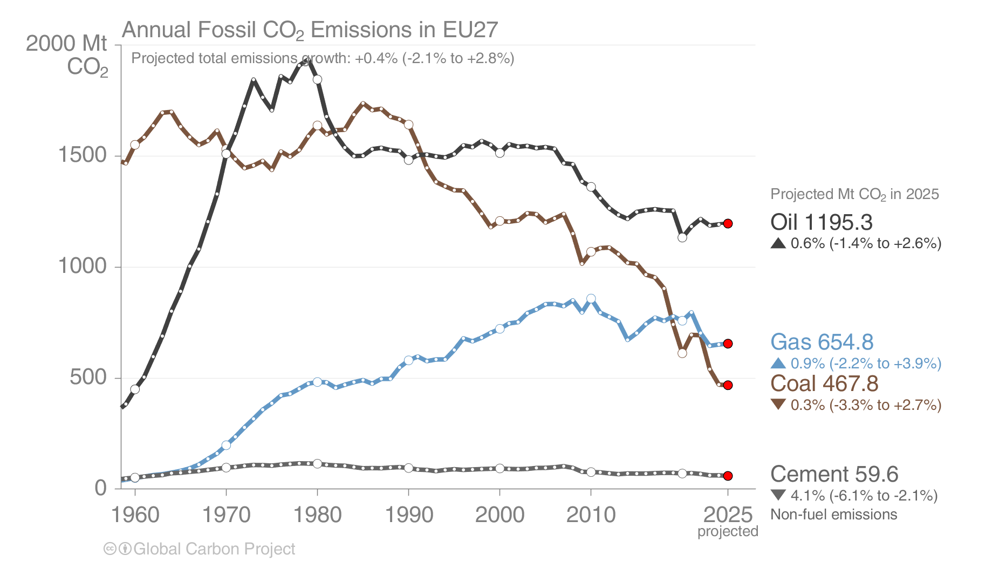 Annual Fossil CO₂ Emissions in EU27
2000 Mt
CO₂
Projected total emissions growth: +0.4% (-2.1% to +2.8%)
1500
1000
500
0
Projected Mt CO₂ in 2025
Oil 1195.3
▲ 0.6% (-1.4% to +2.6%)
Gas 654.8
▲ 0.9% (-2.2% to +3.9%)
Coal 467.8
▼ 0.3% (-3.3% to +2.7%)
Cement 59.6
▼ 4.1% (-6.1% to -2.1%)
Non-fuel emissions
1960 1970 1980 1990 2000 2010 2025
projected
Global Carbon Project